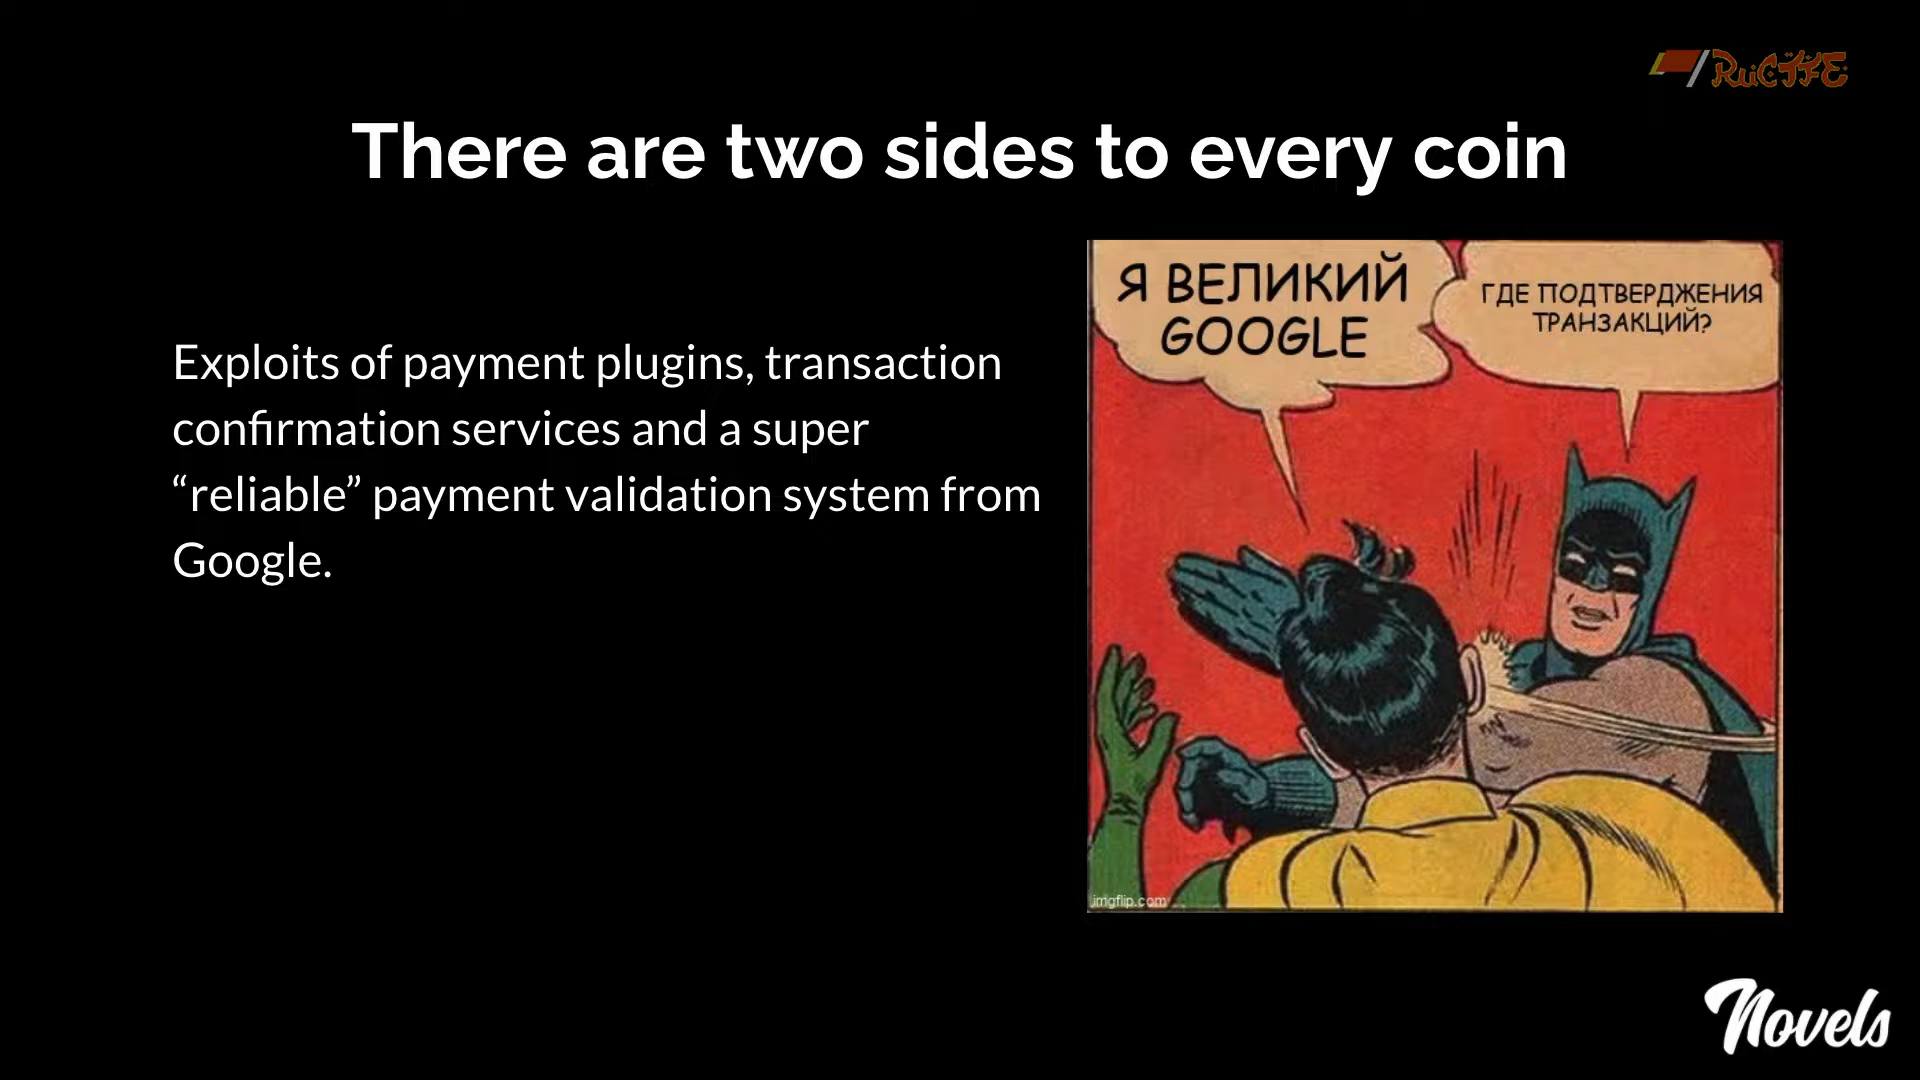 RUCTFE
There are two sides to every coin
Exploits of payment plugins, transaction
confirmation services and a super
“reliable” payment validation system from
Google.
Я ВЕЛИКИЙ
GOOGLE
ГДЕ ПОДТВЕРДЖЕНИЯ
ТРАНЗАКЦИЙ?
imgflip.com
Novels